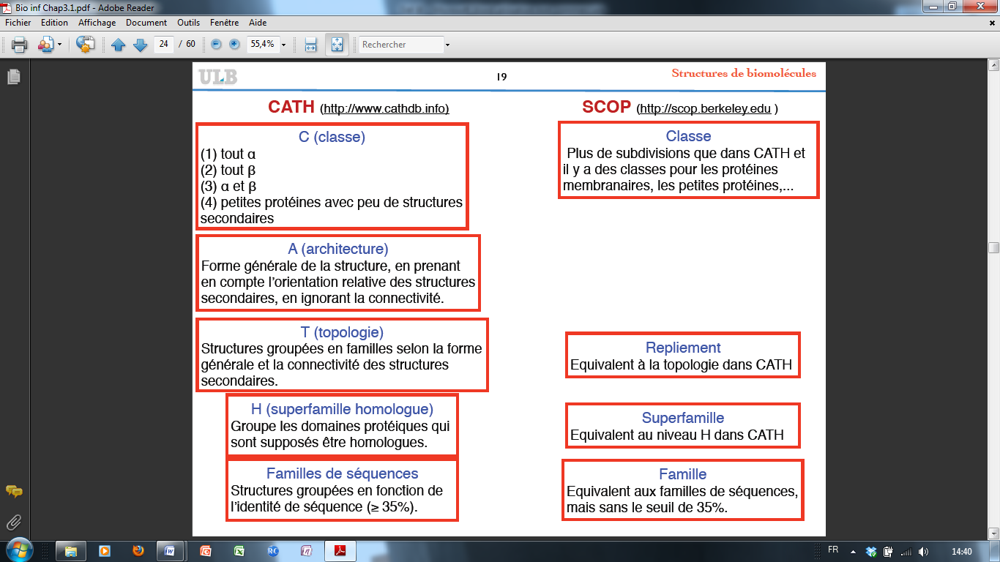 Bio inf Chap3.1.pdf - Adobe Reader
Fichier Edition Affichage Document Outils Fenêtre Aide
24 / 60 55,4% Rechercher
ULB
19
Structures de biomolécules
CATH (http://www.cathdb.info)
C (classe)
(1) tout α
(2) tout β
(3) α et β
(4) petites protéines avec peu de structures
secondaires
A (architecture)
Forme générale de la structure, en prenant
en compte l'orientation relative des structures
secondaires, en ignorant la connectivité.
T (topologie)
Structures groupées en familles selon la forme
générale et la connectivité des structures
secondaires.
H (superfamille homologue)
Groupe les domaines protéiques qui
sont supposés être homologues.
Familles de séquences
Structures groupées en fonction de
l'identité de séquence (≥ 35%).
SCOP (http://scop.berkeley.edu )
Classe
Plus de subdivisions que dans CATH et
il y a des classes pour les protéines
membranaires, les petites protéines,...
Repliement
Equivalent à la topologie dans CATH
Superfamille
Equivalent au niveau H dans CATH
Famille
Equivalent aux familles de séquences,
mais sans le seuil de 35%.
FR 14:40